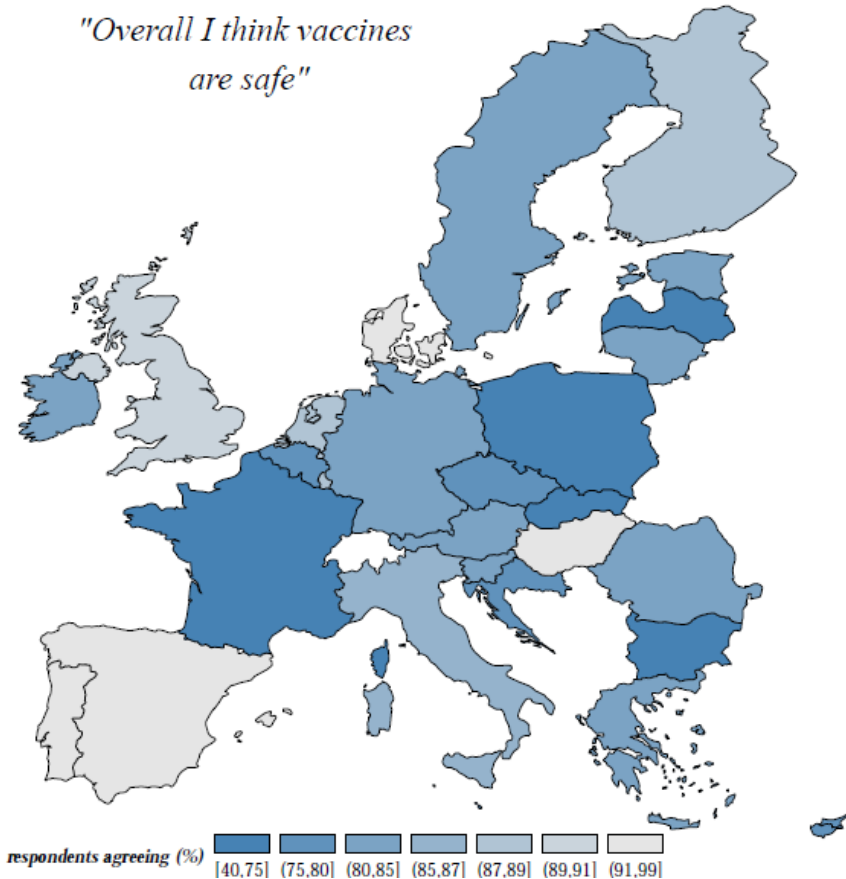 "Overall I think vaccines
are safe"
respondents agreeing (%)
[40,75] (75,80] (80,85] (85,87] (87,89] (89,91] (91,99]